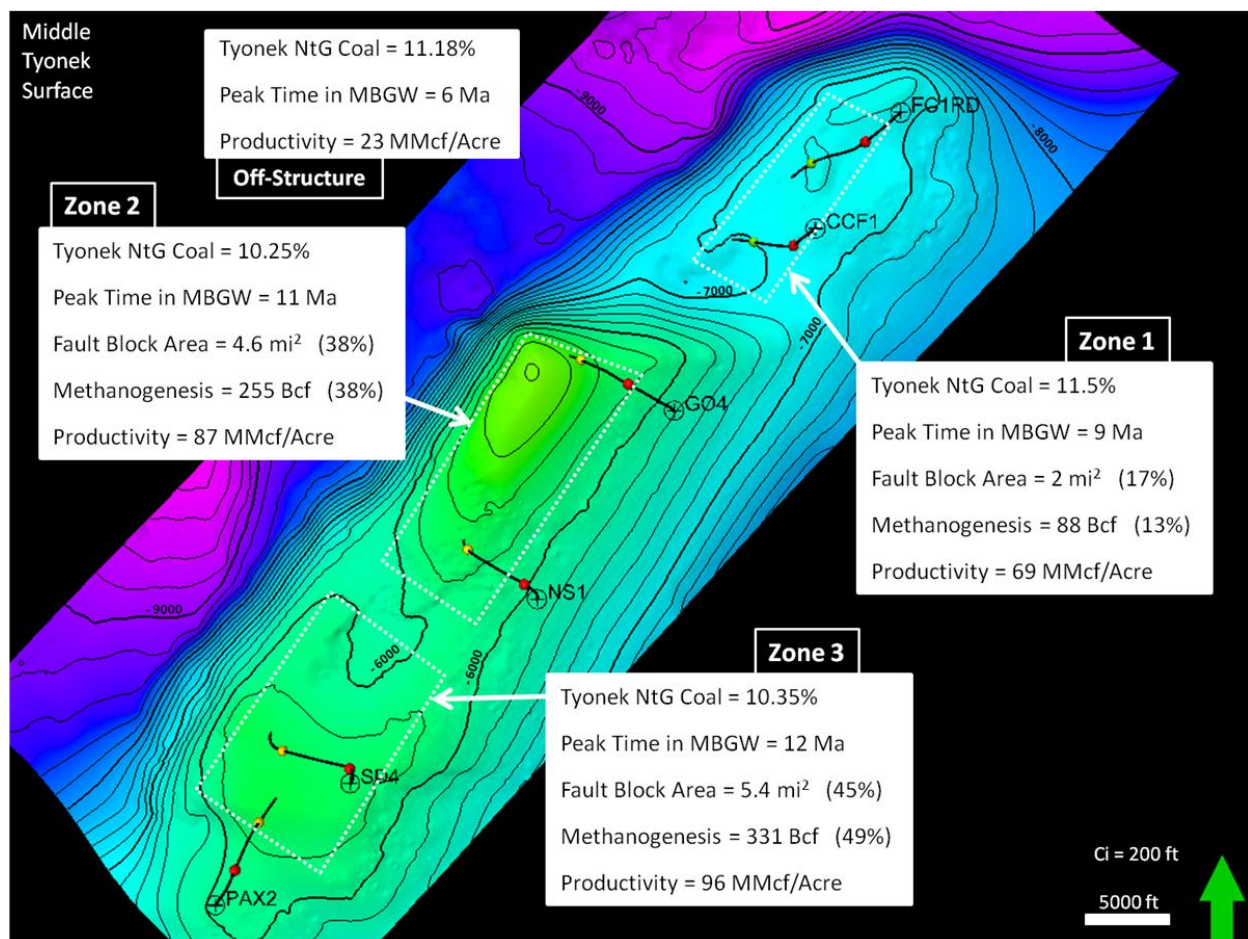 Middle
Tyonek
Surface
Tyonek NtG Coal = 11.18%
Peak Time in MBGW = 6 Ma
Productivity = 23 MMcf/Acre
Off-Structure
Zone 2
Tyonek NtG Coal = 10.25%
Peak Time in MBGW = 11 Ma
Fault Block Area = 4.6 mi² (38%)
Methanogenesis = 255 Bcf (38%)
Productivity = 87 MMcf/Acre
-9000
-8000
FC1RD
CCF1
-7000
-7000
Zone 1
Tyonek NtG Coal = 11.5%
Peak Time in MBGW = 9 Ma
Fault Block Area = 2 mi² (17%)
Methanogenesis = 88 Bcf (13%)
Productivity = 69 MMcf/Acre
GO4
NS1
-9000
-6000
-6000
Zone 3
Tyonek NtG Coal = 10.35%
Peak Time in MBGW = 12 Ma
Fault Block Area = 5.4 mi² (45%)
Methanogenesis = 331 Bcf (49%)
Productivity = 96 MMcf/Acre
SD4
PAX2
Ci = 200 ft
5000 ft